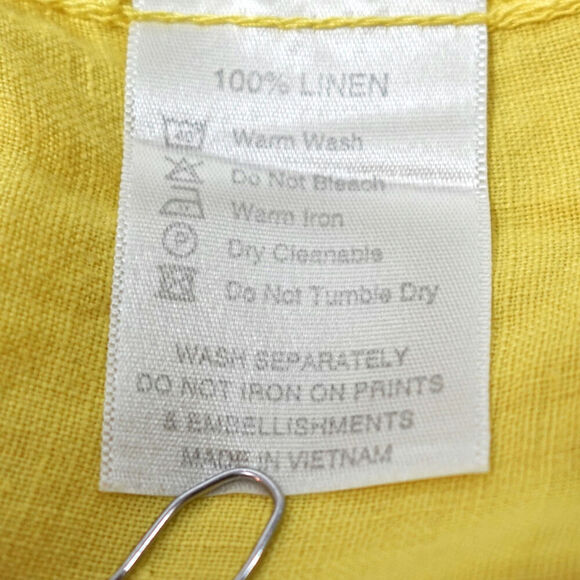 100% LINEN
40° Warm Wash
Do Not Bleach
Warm Iron
P Dry Cleanable
Do Not Tumble Dry
WASH SEPARATELY
DO NOT IRON ON PRINTS
& EMBELLISHMENTS
MADE IN VIETNAM